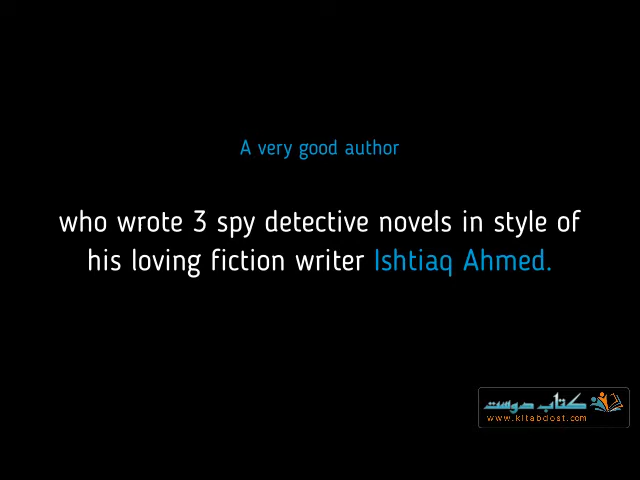 A very good author
who wrote 3 spy detective novels in style of
his loving fiction writer Ishtiaq Ahmed.
کتاب دوست
www.kitabdost.com